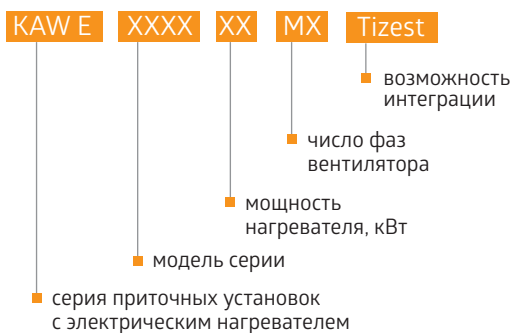 KAW E XXXX XX MX Tizest
возможность
интеграции
число фаз
вентилятора
мощность
нагревателя, кВт
модель серии
серия приточных установок
с электрическим нагревателем